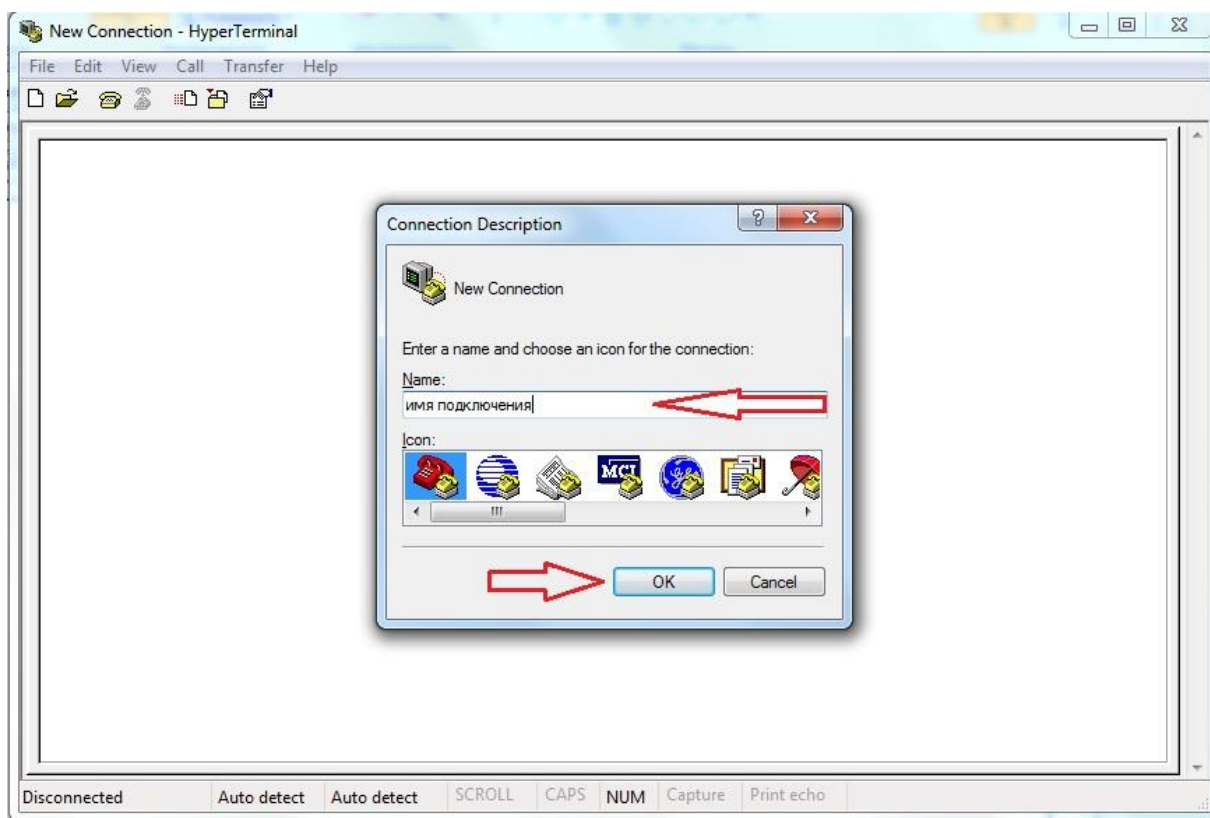 New Connection - HyperTerminal
File Edit View Call Transfer Help
Connection Description
New Connection
Enter a name and choose an icon for the connection:
Name:
имя подключения
Icon:
MCI
OK Cancel
Disconnected Auto detect Auto detect SCROLL CAPS NUM Capture Print echo